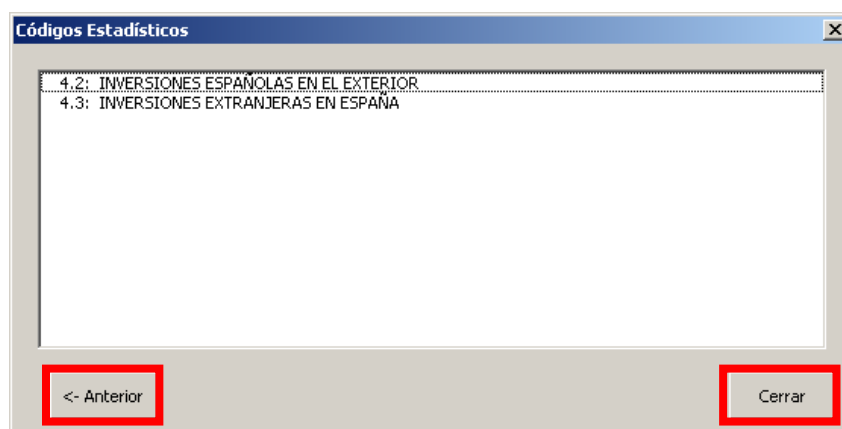 Códigos Estadísticos
4.2: INVERSIONES ESPAÑOLAS EN EL EXTERIOR
4.3: INVERSIONES EXTRANJERAS EN ESPAÑA
<- Anterior
Cerrar